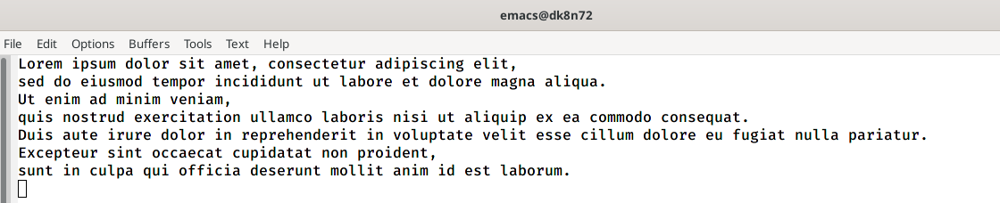 emacs@dk8n72
File Edit Options Buffers Tools Text Help
Lorem ipsum dolor sit amet, consectetur adipiscing elit,
sed do eiusmod tempor incididunt ut labore et dolore magna aliqua.
Ut enim ad minim veniam,
quis nostrud exercitation ullamco laboris nisi ut aliquip ex ea commodo consequat.
Duis aute irure dolor in reprehenderit in voluptate velit esse cillum dolore eu fugiat nulla pariatur.
Excepteur sint occaecat cupidatat non proident,
sunt in culpa qui officia deserunt mollit anim id est laborum.